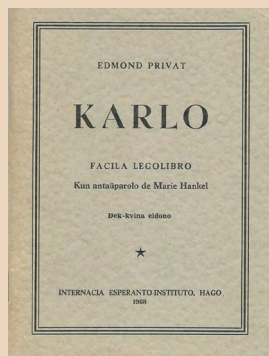 EDMOND PRIVAT
KARLO
FACILA LEGOLIBRO
Kun antaŭparolo de Marie Hankel
Dek-kvina eldono
★
INTERNACIA ESPERANTO-INSTITUTO, HAGO
1968